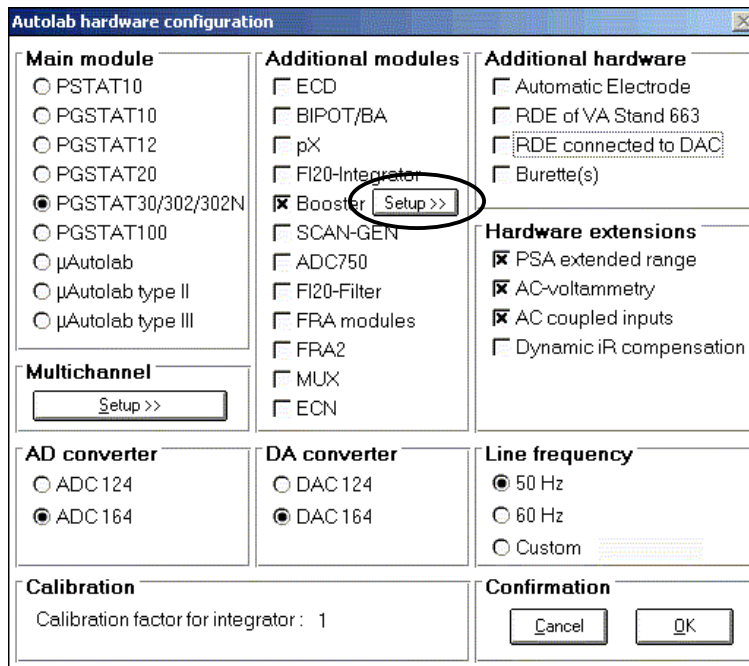 Autolab hardware configuration
Main module
PSTAT10
PGSTAT10
PGSTAT12
PGSTAT20
PGSTAT30/302/302N
PGSTAT100
µAutolab
µAutolab type II
µAutolab type III
Multichannel
Setup >>
Additional modules
ECD
BIPOT/BA
pX
FI20-Integrator
Booster Setup >>
SCAN-GEN
ADC750
FI20-Filter
FRA modules
FRA2
MUX
ECN
Additional hardware
Automatic Electrode
RDE of VA Stand 663
RDE connected to DAC
Burette(s)
Hardware extensions
PSA extended range
AC-voltammetry
AC coupled inputs
Dynamic iR compensation
AD converter
ADC124
ADC164
DA converter
DAC124
DAC164
Line frequency
50 Hz
60 Hz
Custom
Calibration
Calibration factor for integrator : 1
Confirmation
Cancel OK